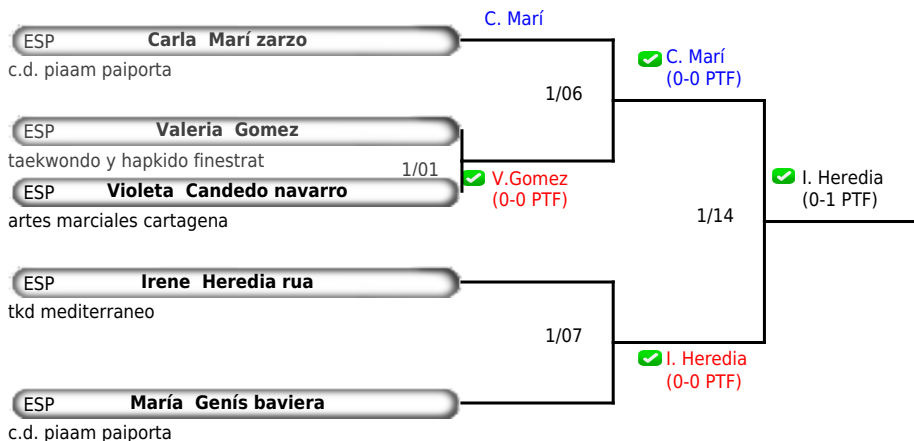 C. Marí
ESP Carla Marí zarzo
c.d. piaam paiporta
C. Marí
(0-0 PTF)
1/06
ESP Valeria Gomez
taekwondo y hapkido finestrat
1/01
V.Gomez
(0-0 PTF)
ESP Violeta Candedo navarro
artes marciales cartagena
I. Heredia
(0-1 PTF)
1/14
ESP Irene Heredia rua
tkd mediterraneo
1/07
I. Heredia
(0-0 PTF)
ESP María Genís baviera
c.d. piaam paiporta